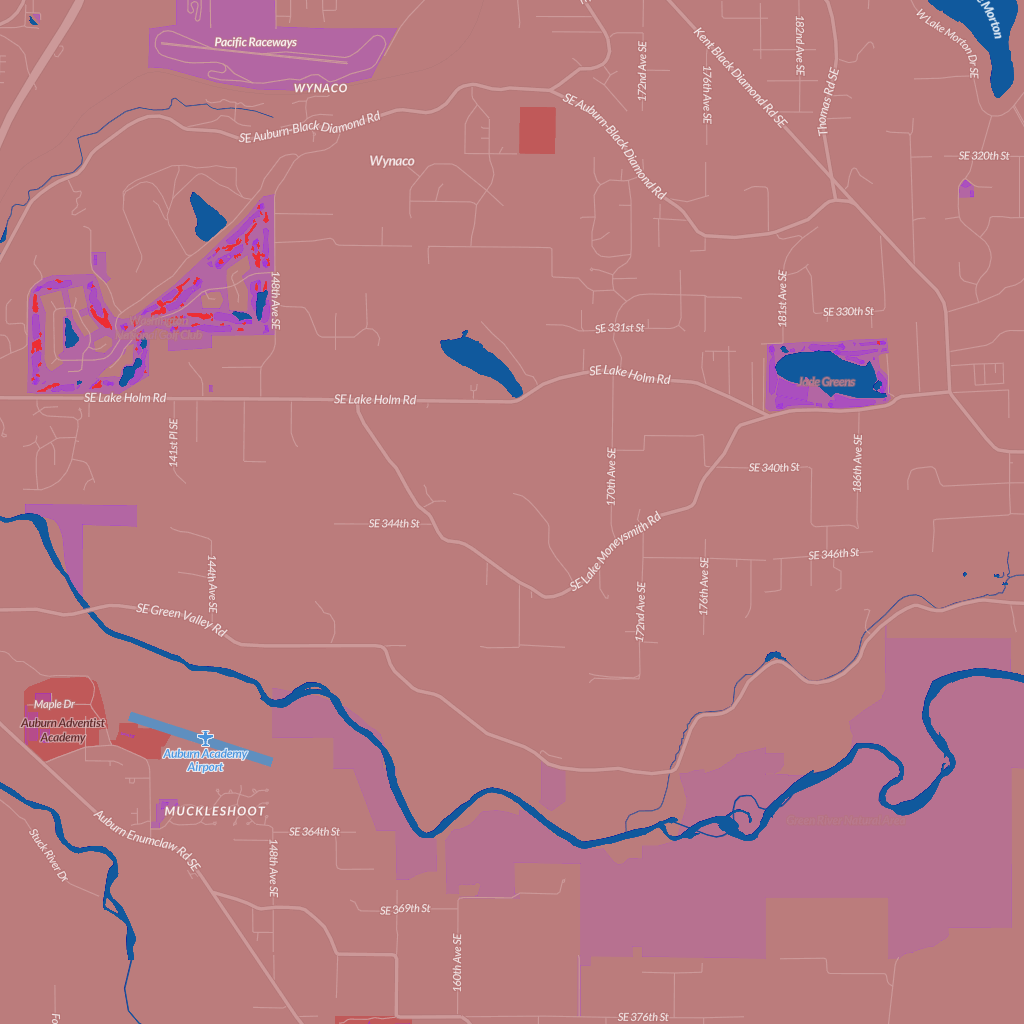 Morton
W Lake Morton Dr SE
182nd Ave SE
Kent Black Diamond Rd SE
172nd Ave SE
Pacific Raceways
176th Ave SE
Thomas Rd SE
WYNACO
SE Auburn-Black Diamond Rd
SE Auburn-Black Diamond Rd
Wynaco
SE 320th St
148th Ave SE
181st Ave SE
SE 330th St
SE 331st St
SE Lake Holm Rd
Jade Greens
SE Lake Holm Rd
SE Lake Holm Rd
141st Pl SE
170th Ave SE
186th Ave SE
SE 340th St
SE 344th St
SE Lake Moneysmith Rd
SE 346th St
144th Ave SE
176th Ave SE
172nd Ave SE
SE Green Valley Rd
Maple Dr
Auburn Adventist
Academy
Auburn Academy
Airport
MUCKLESHOOT
Auburn Enumclaw Rd SE
SE 364th St
Stuck River Dr
148th Ave SE
SE 369th St
160th Ave SE
SE 376th St